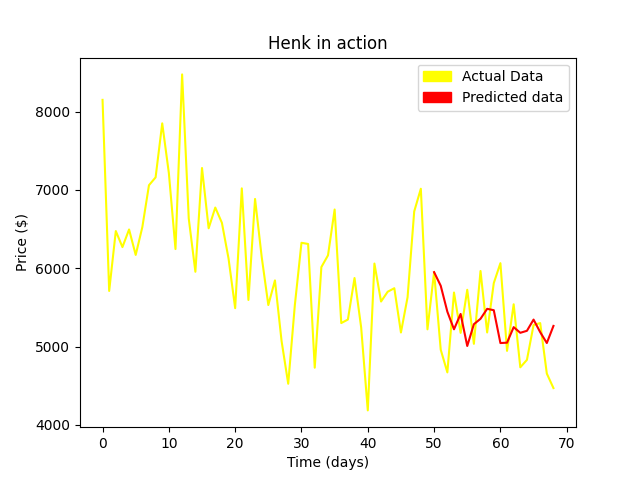 Henk in action
Actual Data
Predicted data
Price ($)
8000
7000
6000
5000
4000
0 10 20 30 40 50 60 70
Time (days)